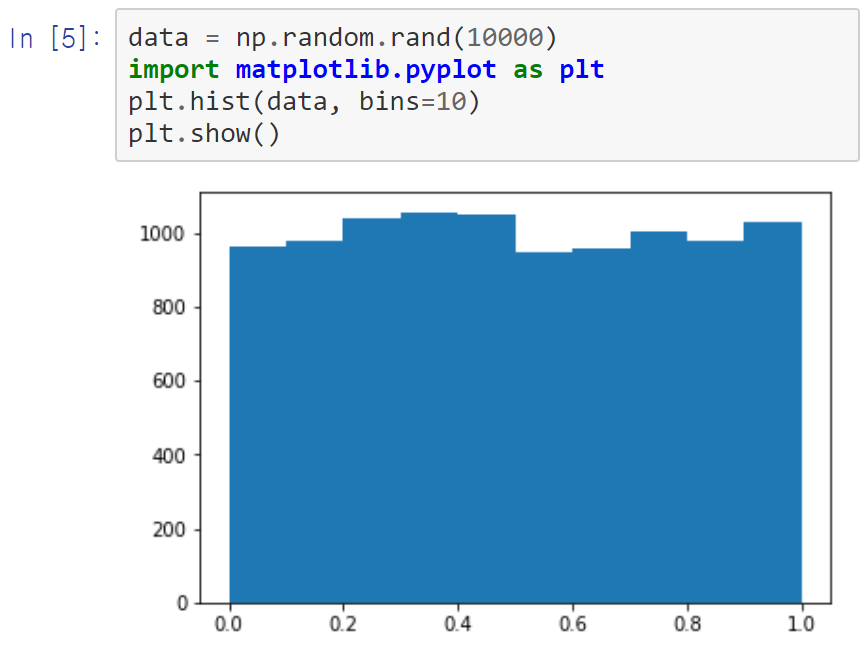 In [5]:
data = np.random.rand(10000)
import matplotlib.pyplot as plt
plt.hist(data, bins=10)
plt.show()
1000
800
600
400
200
0
0.0 0.2 0.4 0.6 0.8 1.0